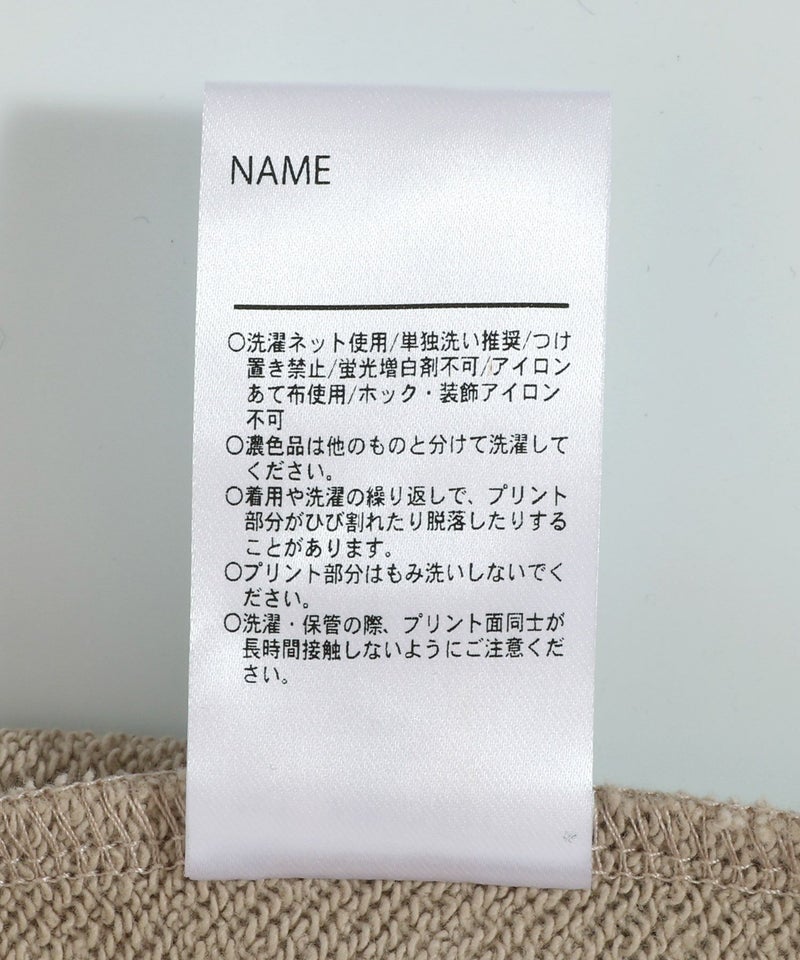 NAME
○洗濯ネット使用/単独洗い推奨/つけ
置き禁止/蛍光増白剤不可/アイロン
あて布使用/ホック・装飾アイロン
不可
○濃色品は他のものと分けて洗濯して
ください。
○着用や洗濯の繰り返しで、プリント
部分がひび割れたり脱落したりする
ことがあります。
○プリント部分はもみ洗いしないでく
ださい。
○洗濯・保管の際、プリント面同士が
長時間接触しないようにご注意くだ
さい。